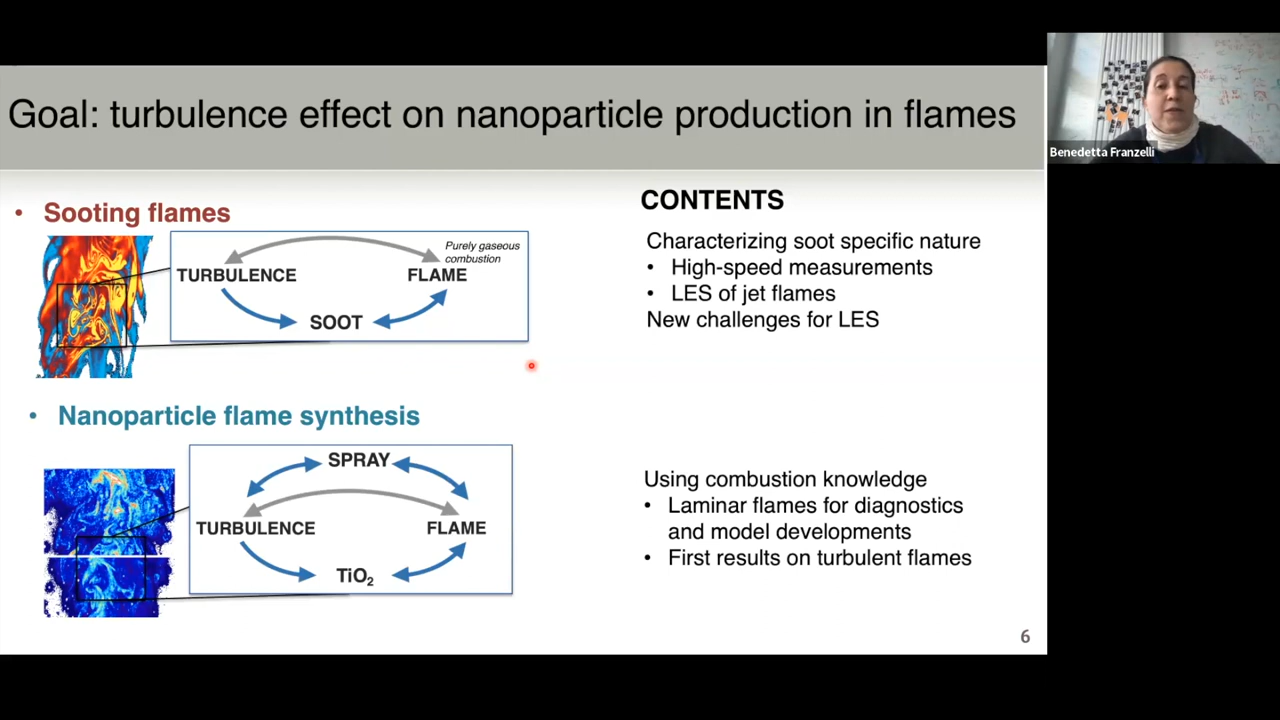 Goal: turbulence effect on nanoparticle production in flames
Benedetta Franzelli
• Sooting flames
Purely gaseous
combustion
TURBULENCE
FLAME
SOOT
CONTENTS
Characterizing soot specific nature
• High-speed measurements
• LES of jet flames
New challenges for LES
• Nanoparticle flame synthesis
SPRAY
TURBULENCE
FLAME
TiO₂
Using combustion knowledge
• Laminar flames for diagnostics
and model developments
• First results on turbulent flames
6